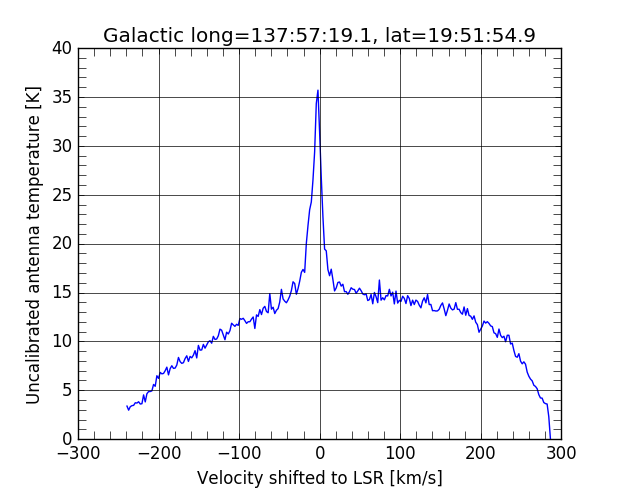 Galactic long=137:57:19.1, lat=19:51:54.9
Uncalibrated antenna temperature [K]
40
35
30
25
20
15
10
5
0
−300 −200 −100 0 100 200 300
Velocity shifted to LSR [km/s]